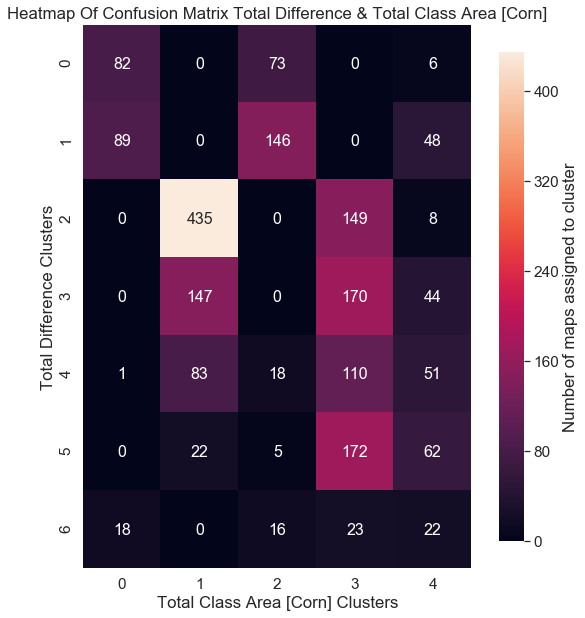 Heatmap Of Confusion Matrix Total Difference & Total Class Area [Corn]
0 82 0 73 0 6
1 89 0 146 0 48
2 0 435 0 149 8
3 0 147 0 170 44
4 1 83 18 110 51
5 0 22 5 172 62
6 18 0 16 23 22
0 1 2 3 4
Total Class Area [Corn] Clusters
Total Difference Clusters
400
320
240
160
80
0
Number of maps assigned to cluster